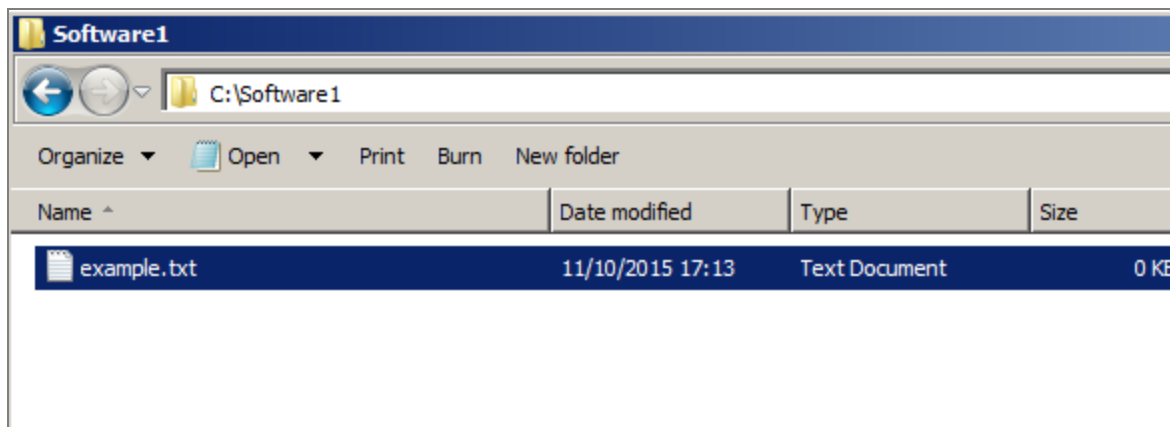 Software1
C:\Software1
Organize Open Print Burn New folder
Name Date modified Type Size
example.txt 11/10/2015 17:13 Text Document 0 KB